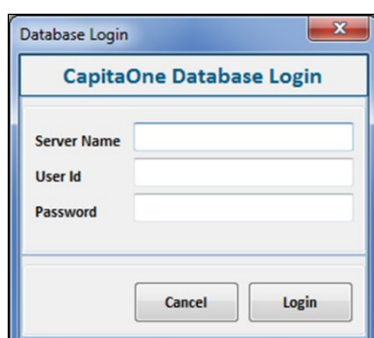 Database Login
CapitaOne Database Login
Server Name
User Id
Password
Cancel Login